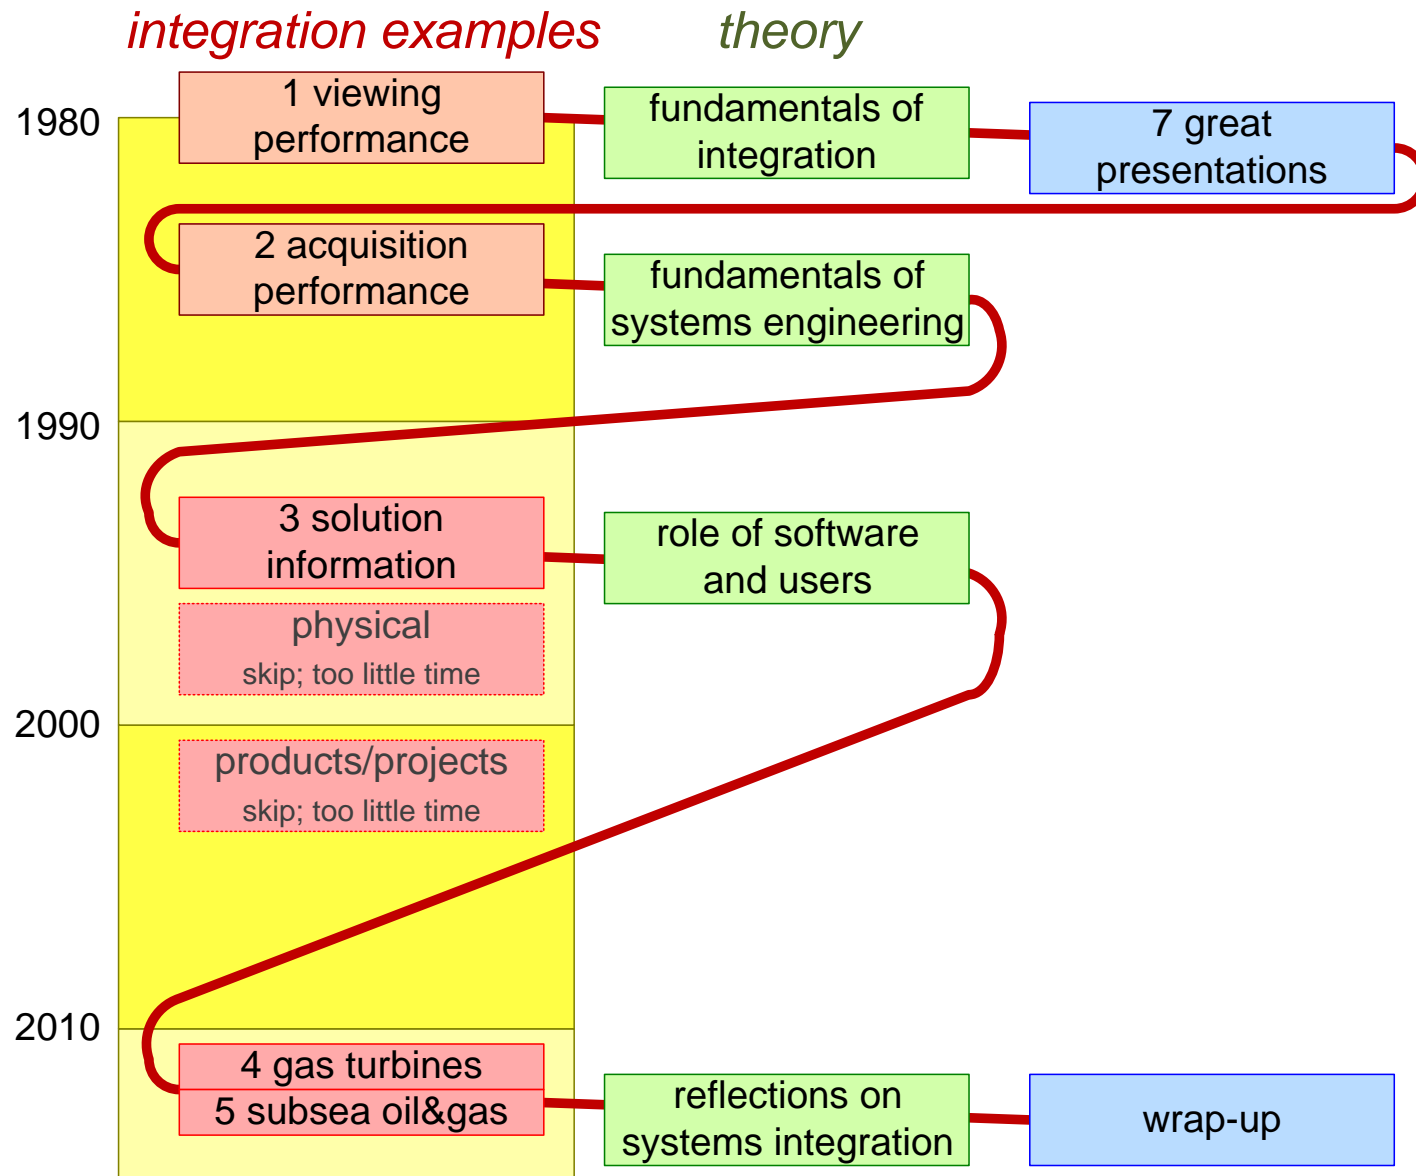 integration examples
theory
1980
1 viewing
performance
fundamentals of
integration
7 great
presentations
2 acquisition
performance
fundamentals of
systems engineering
1990
3 solution
information
role of software
and users
physical
skip; too little time
2000
products/projects
skip; too little time
2010
4 gas turbines
5 subsea oil&gas
reflections on
systems integration
wrap-up